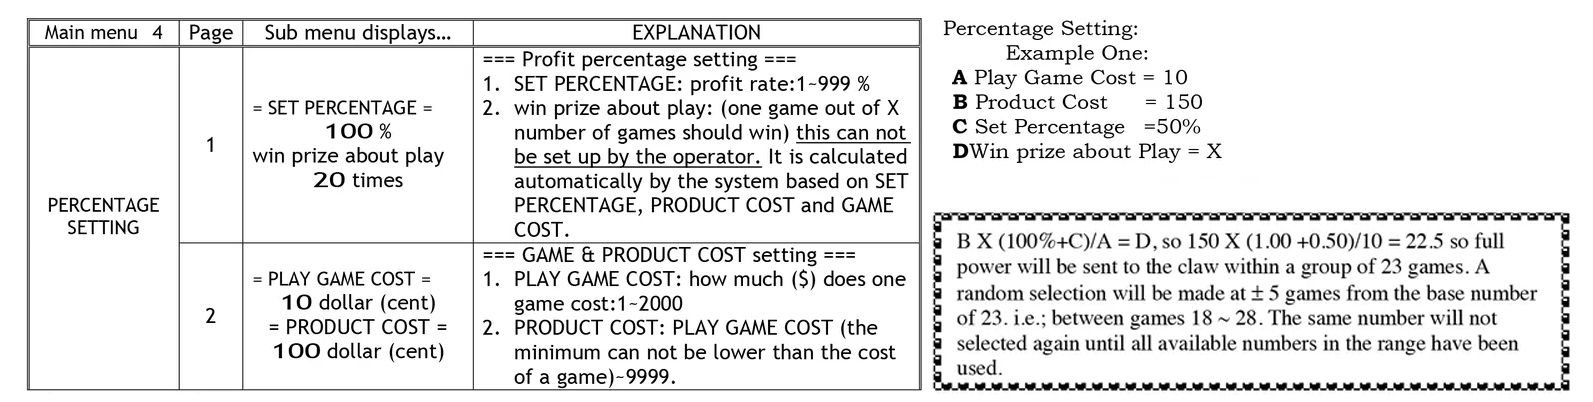 Main menu 4 Page Sub menu displays... EXPLANATION
PERCENTAGE
SETTING
1
= SET PERCENTAGE =
100 %
win prize about play
20 times
=== Profit percentage setting ===
1. SET PERCENTAGE: profit rate:1~999 %
2. win prize about play: (one game out of X
number of games should win) this can not
be set up by the operator. It is calculated
automatically by the system based on SET
PERCENTAGE, PRODUCT COST and GAME
COST.
2
= PLAY GAME COST =
10 dollar (cent)
= PRODUCT COST =
100 dollar (cent)
=== GAME & PRODUCT COST setting ===
1. PLAY GAME COST: how much ($) does one
game cost:1~2000
2. PRODUCT COST: PLAY GAME COST (the
minimum can not be lower than the cost
of a game)~9999.
Percentage Setting:
Example One:
A Play Game Cost = 10
B Product Cost = 150
C Set Percentage =50%
DWin prize about Play = X
B X (100%+C)/A = D, so 150 X (1.00 +0.50)/10 = 22.5 so full
power will be sent to the claw within a group of 23 games. A
random selection will be made at ± 5 games from the base number
of 23. i.e.; between games 18 ~ 28. The same number will not
selected again until all available numbers in the range have been
used.